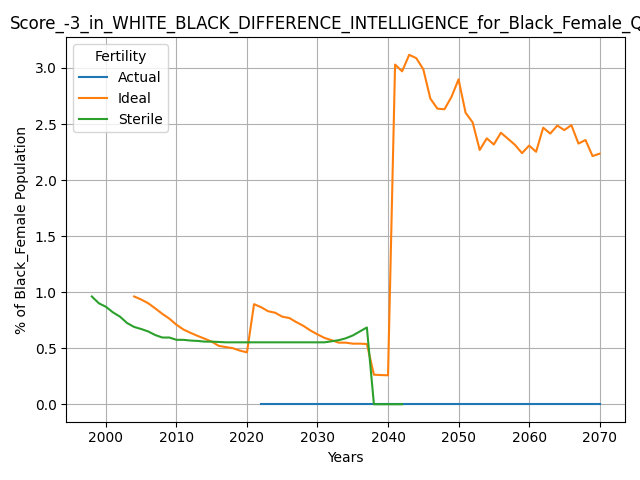 Score_-3_in_WHITE_BLACK_DIFFERENCE_INTELLIGENCE_for_Black_Female_Q
Fertility
Actual
Ideal
Sterile
% of Black_Female Population
3.0
2.5
2.0
1.5
1.0
0.5
0.0
2000 2010 2020 2030 2040 2050 2060 2070
Years